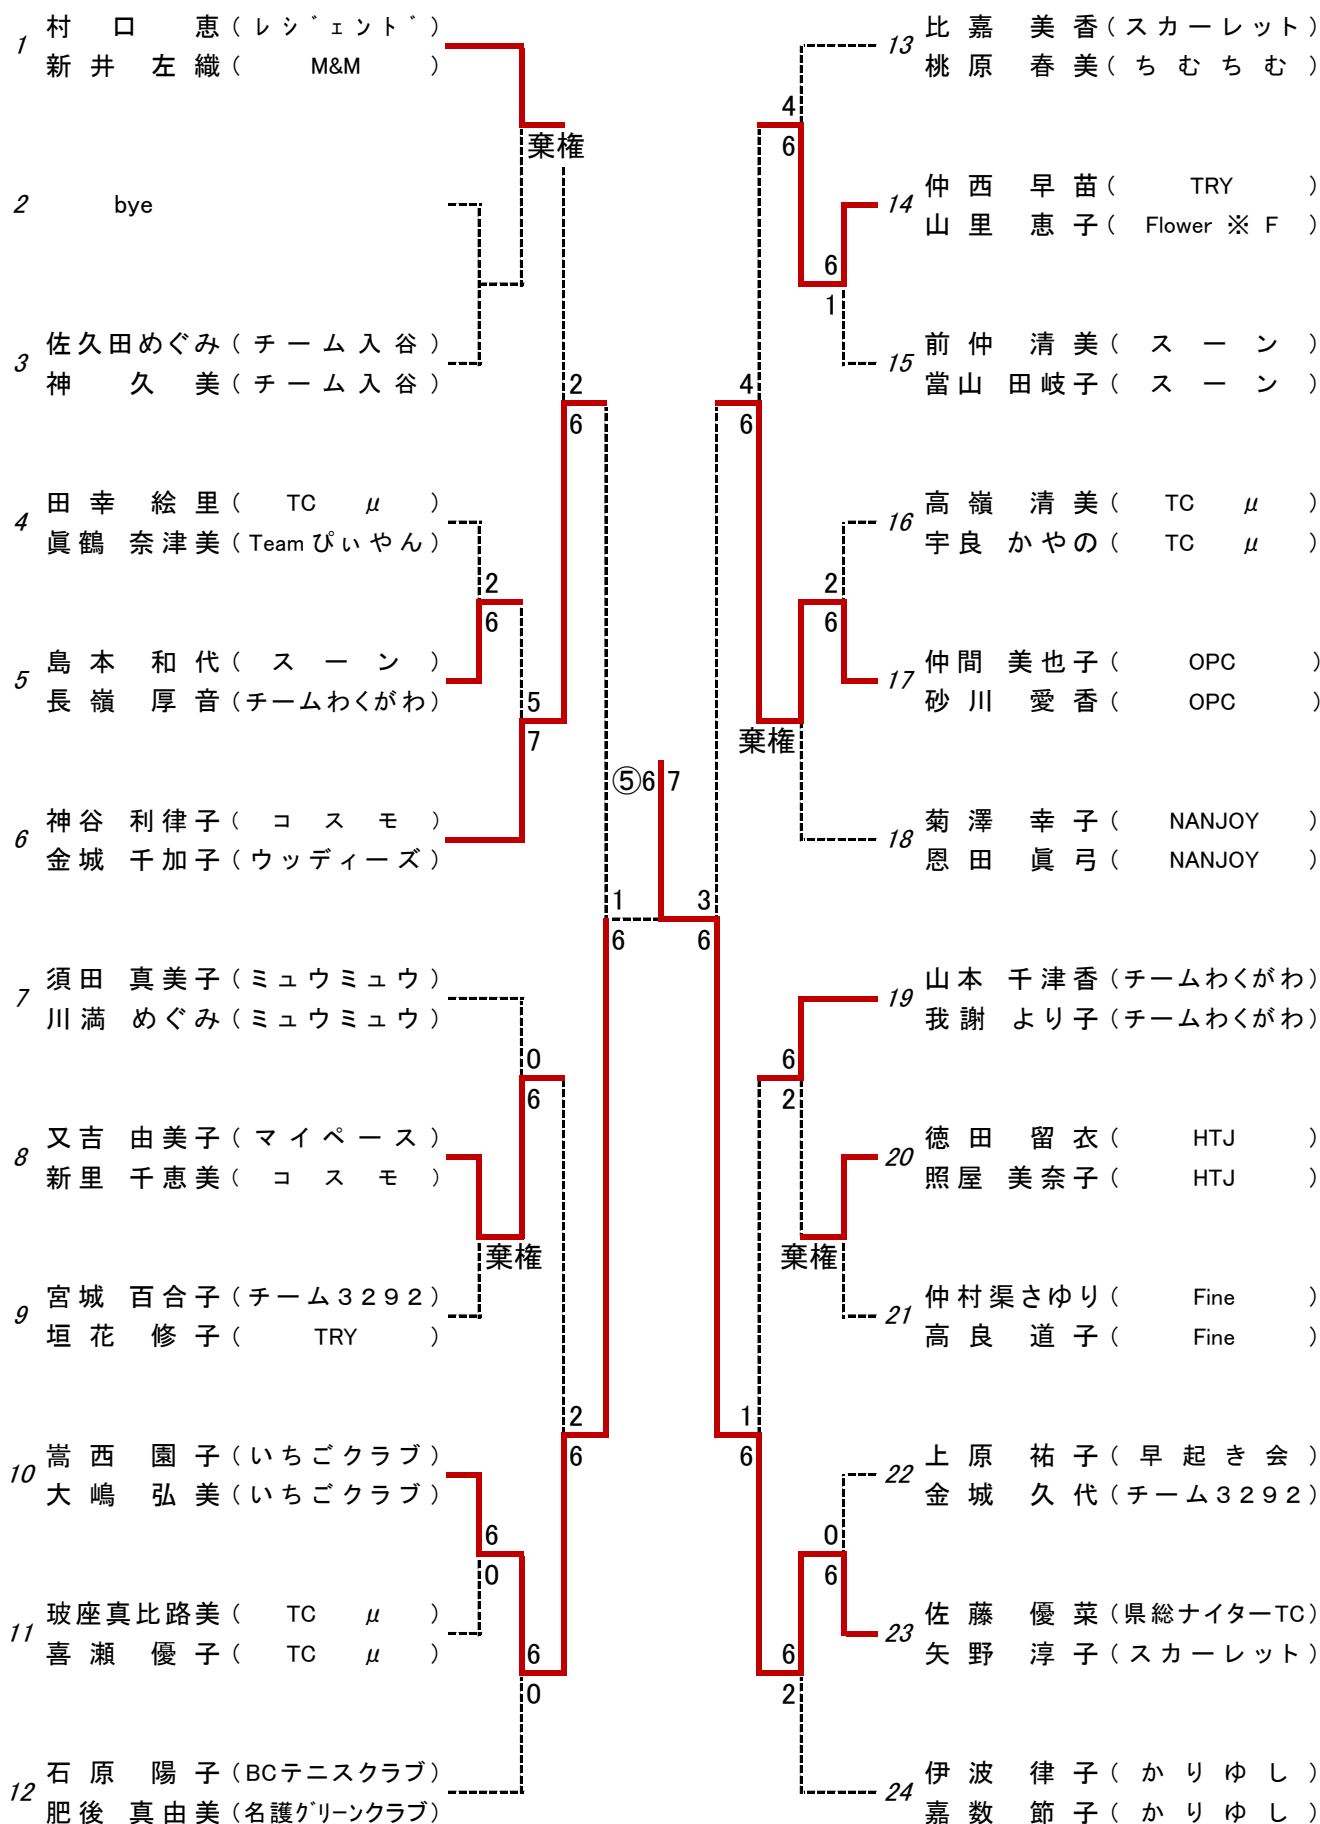 1
村口 恵(レジェンド)
新井 左織(M&M)
棄権
2
bye
3
佐久田めぐみ(チーム入谷)
神 久美(チーム入谷)
2
6
4
田幸 絵里(TC μ)
眞鶴 奈津美(Teamぴぃやん)
2
6
5
島本 和代(スーン)
長嶺 厚音(チームわくがわ)
5
7
6
神谷 利律子(コスモ)
金城 千加子(ウッディーズ)
1
6
7
須田 真美子(ミュウミュウ)
川満 めぐみ(ミュウミュウ)
0
6
8
又吉 由美子(マイペース)
新里 千恵美(コスモ)
棄権
9
宮城 百合子(チーム3292)
垣花 修子(TRY)
2
6
10
嵩西 園子(いちごクラブ)
大嶋 弘美(いちごクラブ)
6
0
11
玻座真比路美(TC μ)
喜瀬 優子(TC μ)
6
0
12
石原 陽子(BCテニスクラブ)
肥後 真由美(名護グリーンクラブ)
⑤6 7
13
比嘉 美香(スカーレット)
桃原 春美(ちむちむ)
4
6
14
仲西 早苗(TRY)
山里 恵子(Flower ※ F)
6
1
15
前仲 清美(スーン)
當山 田岐子(スーン)
4
6
16
高嶺 清美(TC μ)
宇良 かやの(TC μ)
2
6
17
仲間 美也子(OPC)
砂川 愛香(OPC)
棄権
18
菊澤 幸子(NANJOY)
恩田 眞弓(NANJOY)
3
6
19
山本 千津香(チームわくがわ)
我謝 より子(チームわくがわ)
6
2
20
徳田 留衣(HTJ)
照屋 美奈子(HTJ)
棄権
21
仲村渠さゆり(Fine)
高良 道子(Fine)
1
6
22
上原 祐子(早起き会)
金城 久代(チーム3292)
0
6
23
佐藤 優菜(県総ナイターTC)
矢野 淳子(スカーレット)
6
2
24
伊波 律子(かりゆし)
嘉数 節子(かりゆし)